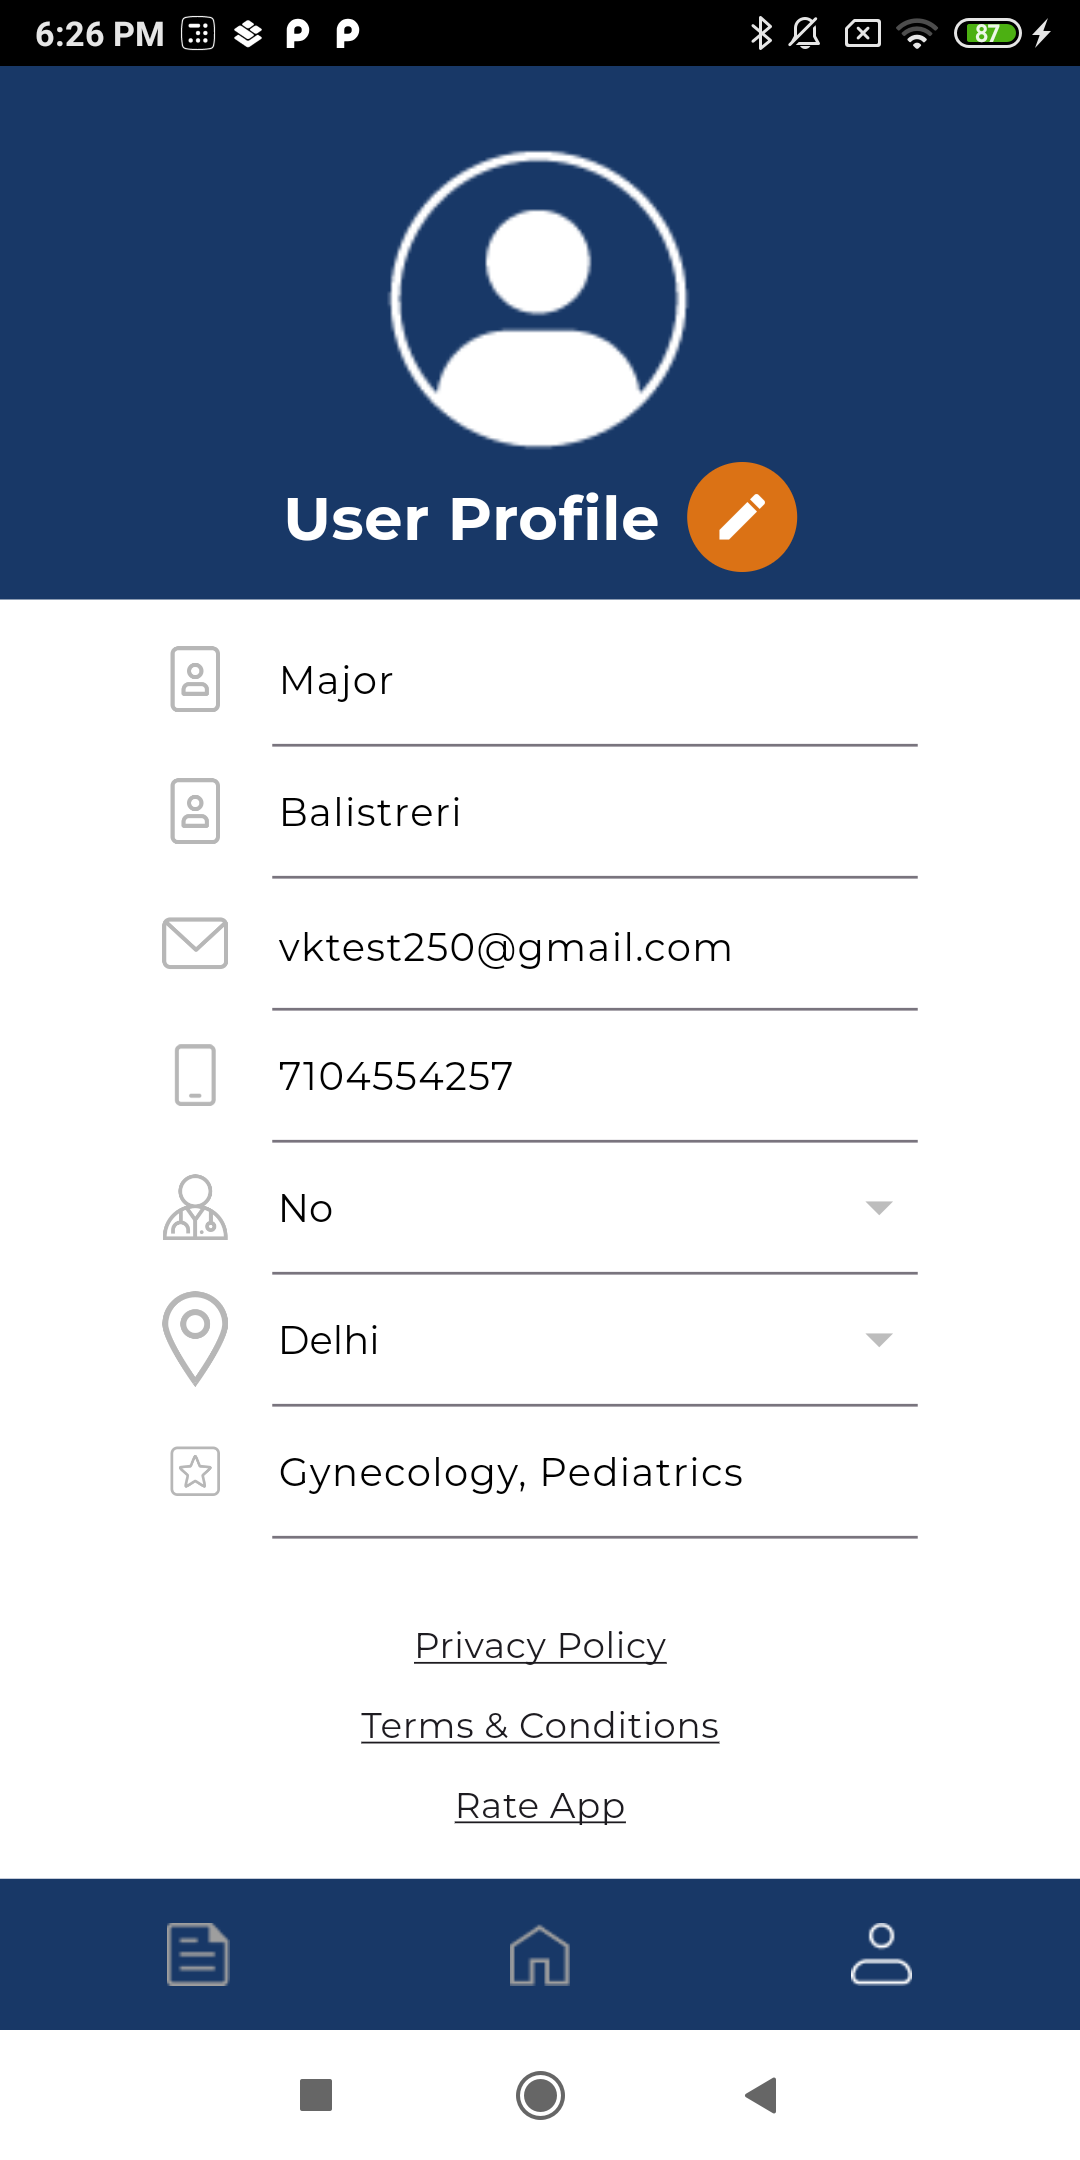 6:26 PM
87
User Profile
Major
Balistreri
vktest250@gmail.com
7104554257
No
Delhi
Gynecology, Pediatrics
Privacy Policy
Terms & Conditions
Rate App